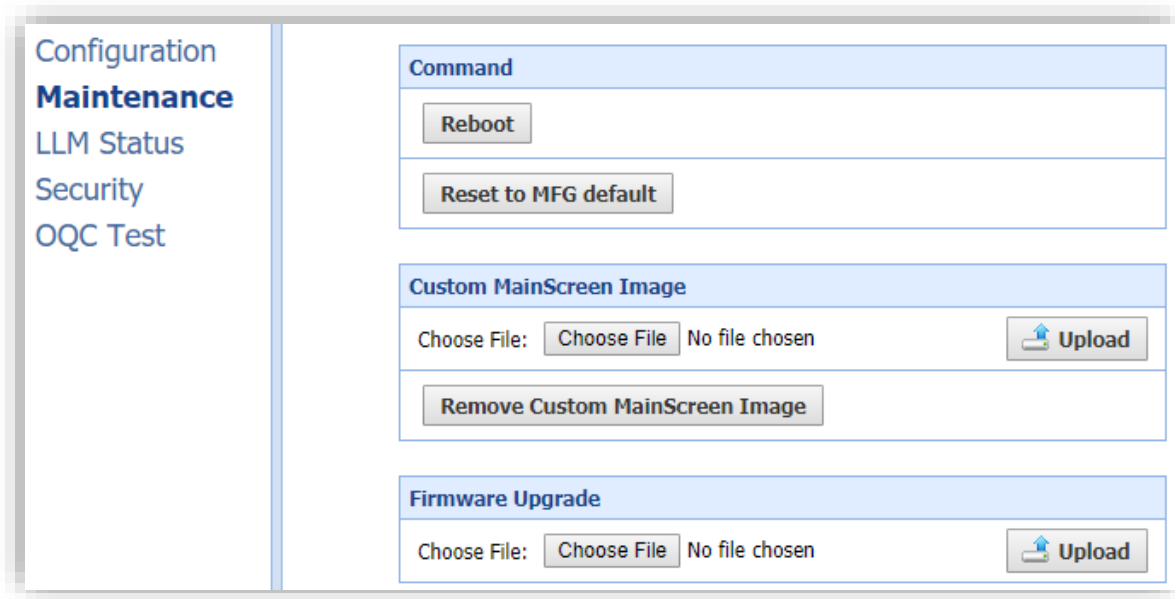 Configuration
Maintenance
LLM Status
Security
OQC Test
Command
Reboot
Reset to MFG default
Custom MainScreen Image
Choose File: Choose File No file chosen Upload
Remove Custom MainScreen Image
Firmware Upgrade
Choose File: Choose File No file chosen Upload